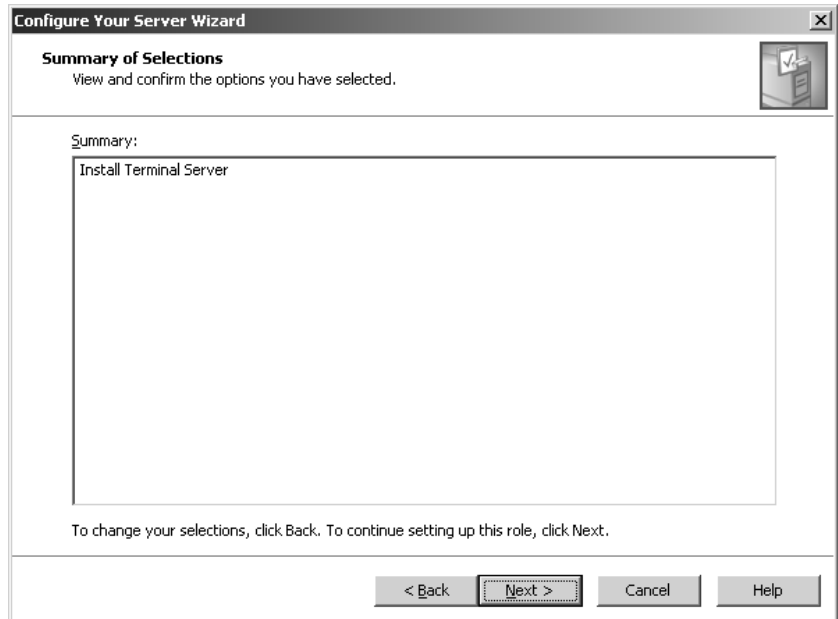 Configure Your Server Wizard
Summary of Selections
View and confirm the options you have selected.
Summary:
Install Terminal Server
To change your selections, click Back. To continue setting up this role, click Next.
< Back Next > Cancel Help